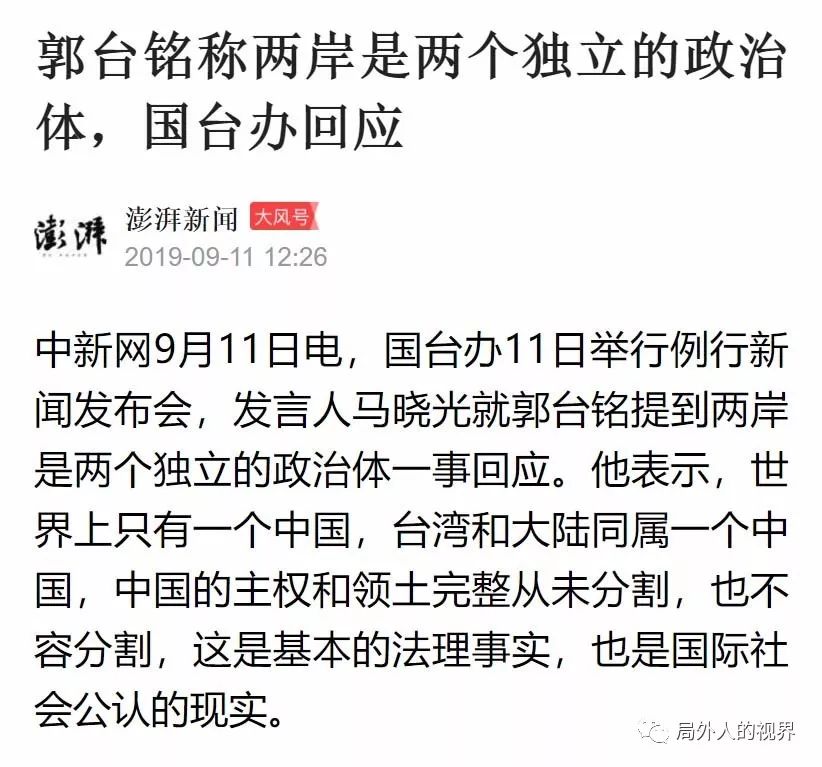 郭台铭称两岸是两个独立的政治
体，国台办回应
澎湃
澎湃新闻 大风号
2019-09-11 12:26
中新网9月11日电，国台办11日举行例行新
闻发布会，发言人马晓光就郭台铭提到两岸
是两个独立的政治体一事回应。他表示，世
界上只有一个中国，台湾和大陆同属一个中
国，中国的主权和领土完整从未分割，也不
容分割，这是基本的法理事实，也是国际社
会公认的现实。
局外人的视界